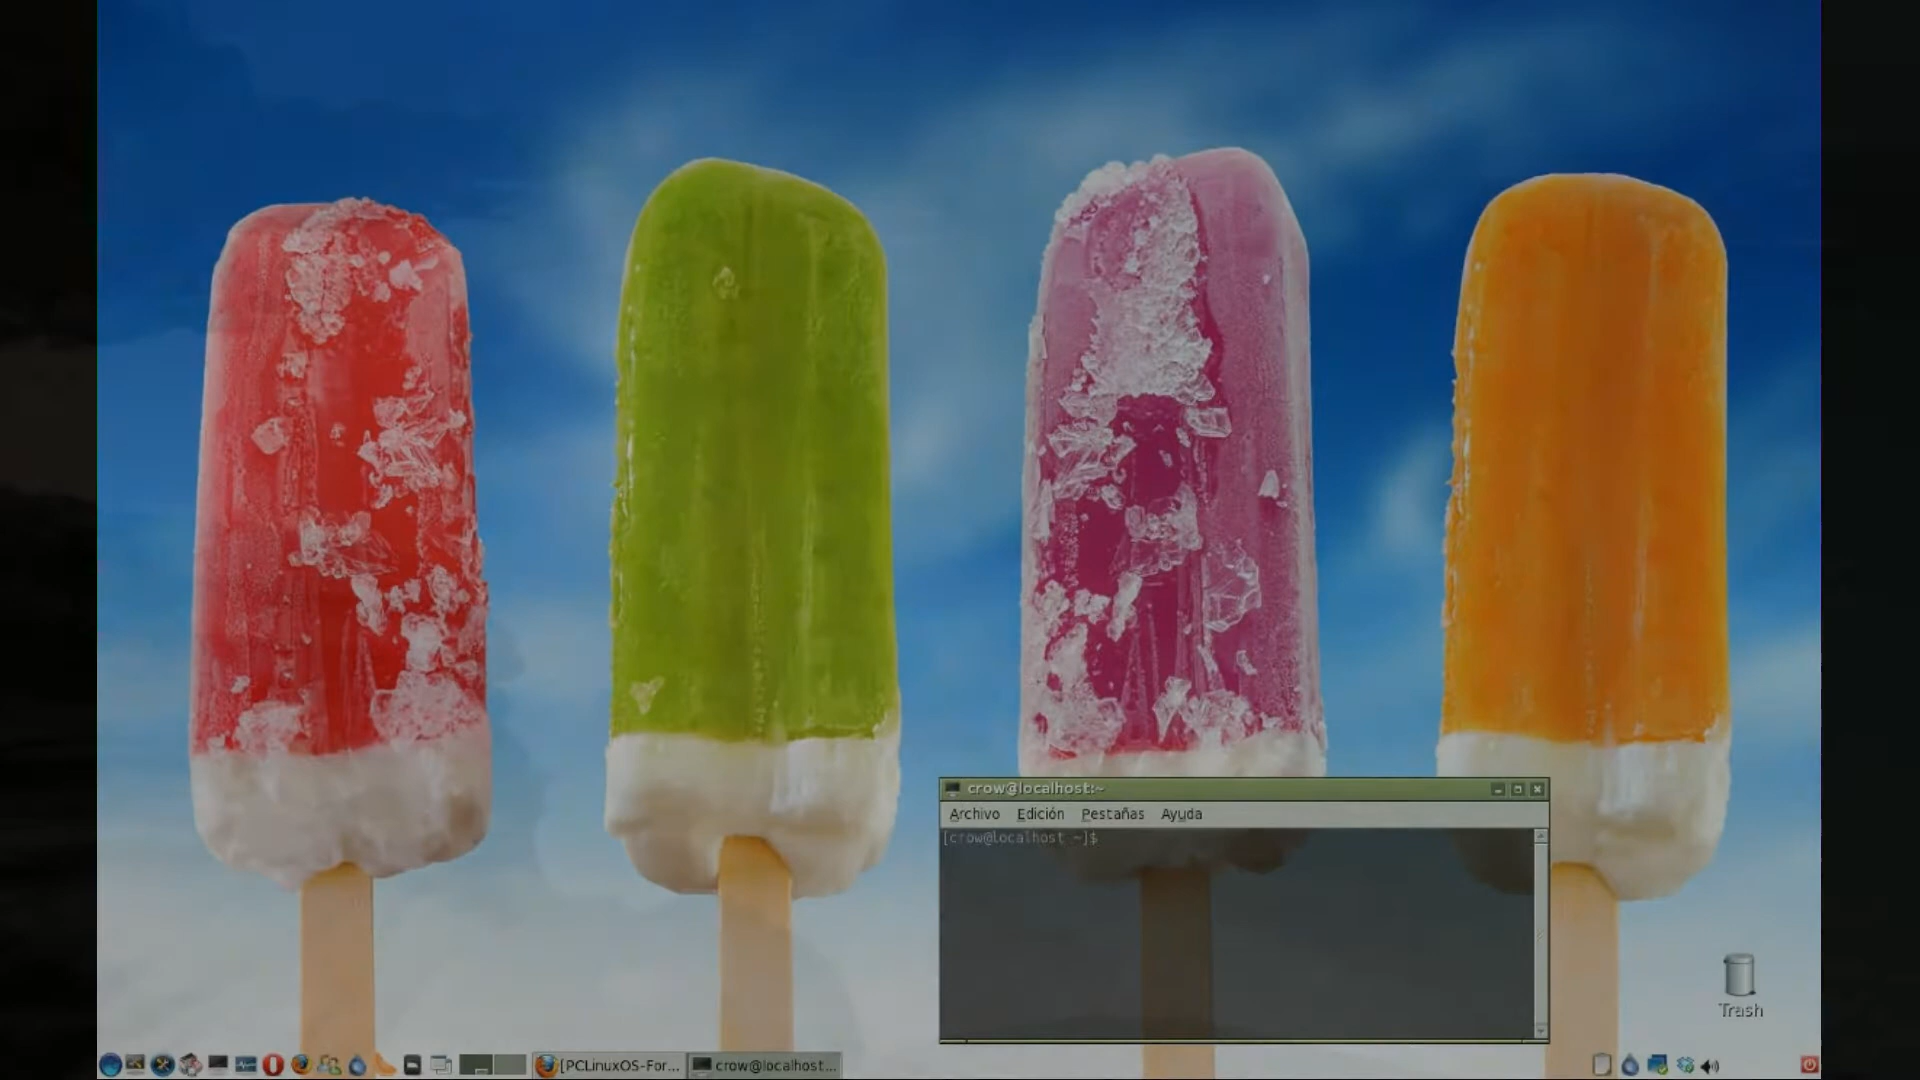 crow@localhost:~
Archivo Edición Pestañas Ayuda
[crow@localhost ~]$
Trash
[PCLinuxOS-For... crow@localhost...